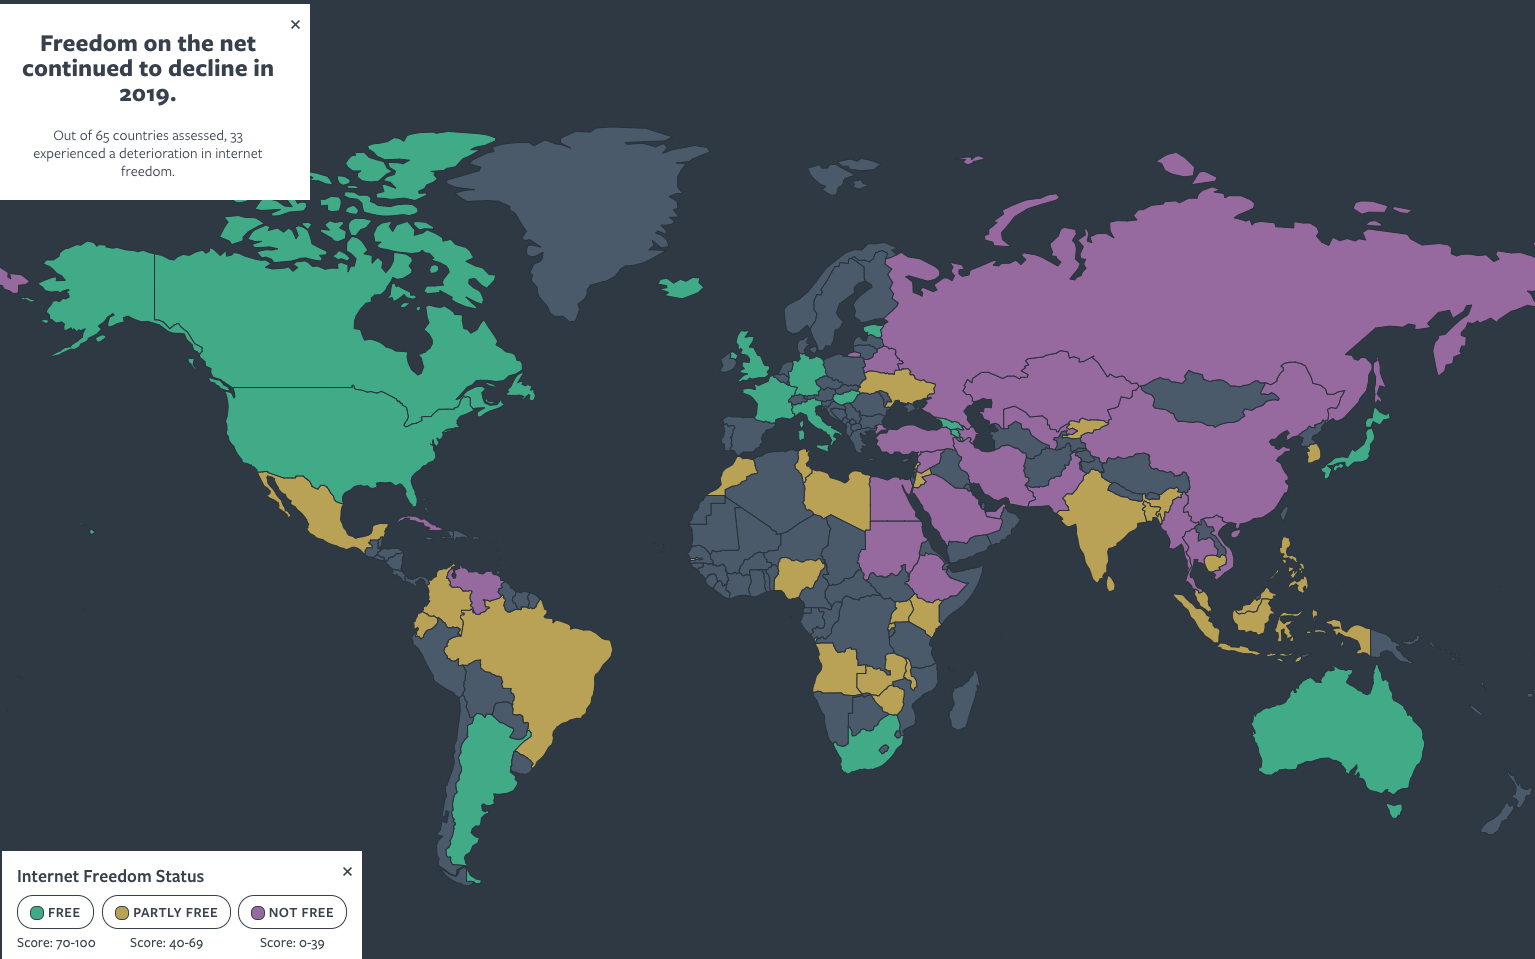 Freedom on the net
continued to decline in
2019.
Out of 65 countries assessed, 33
experienced a deterioration in internet
freedom.
Internet Freedom Status
FREE
PARTLY FREE
NOT FREE
Score: 70-100
Score: 40-69
Score: 0-39